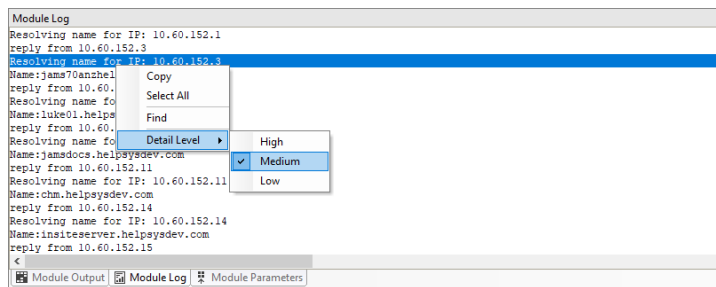 Module Log
Resolving name for IP: 10.60.152.1
reply from 10.60.152.3
Resolving name for IP: 10.60.152.3
Name:jams70anzhel
reply from 10.60.
Resolving name fo
Name:luke01.helps
reply from 10.60.
Resolving name fo
Name:jamsdocs.helpsysdev.com
reply from 10.60.152.11
Resolving name for IP: 10.60.152.11
Name:chm.helpsysdev.com
reply from 10.60.152.14
Resolving name for IP: 10.60.152.14
Name:insiteserver.helpsysdev.com
reply from 10.60.152.15
Copy
Select All
Find
Detail Level
High
Medium
Low
Module Output
Module Log
Module Parameters